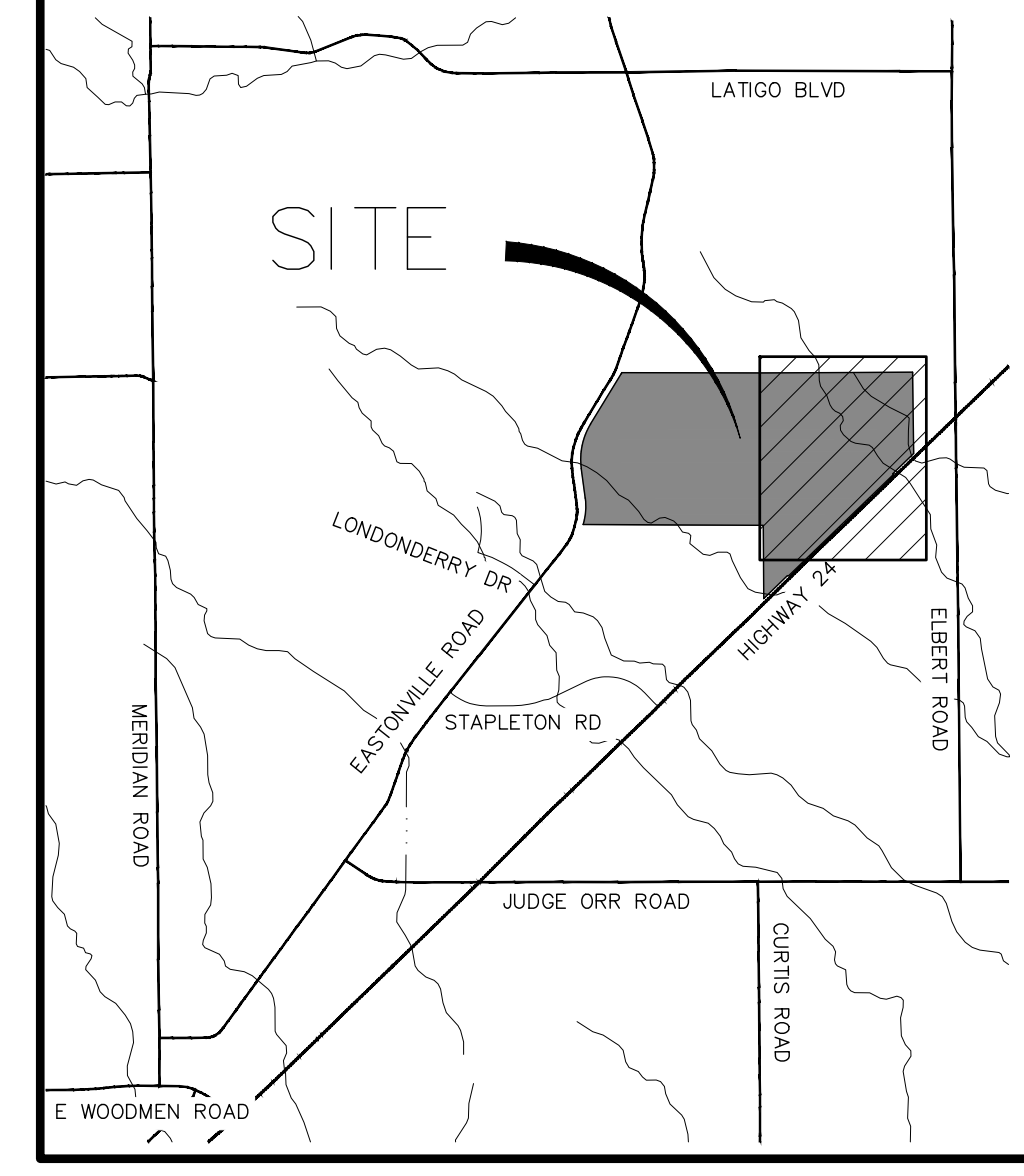 LATIGO BLVD
SITE
LONDONDERRY DR
HIGHWAY 24
EASTONVILLE ROAD
ELBERT ROAD
STAPLETON RD
MERIDIAN ROAD
JUDGE ORR ROAD
CURTIS ROAD
E WOODMEN ROAD